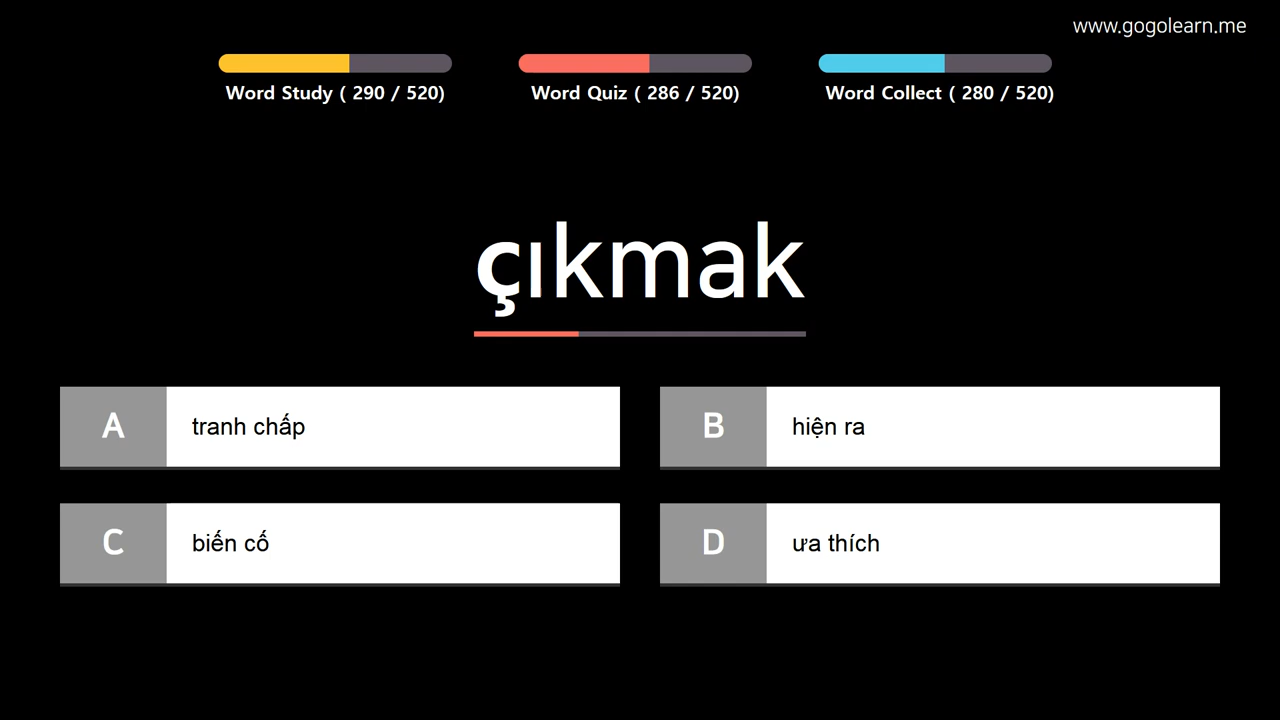 www.gogolearn.me
Word Study ( 290 / 520)
Word Quiz ( 286 / 520)
Word Collect ( 280 / 520)
çıkmak
A
tranh chấp
B
hiện ra
C
biến cố
D
ưa thích